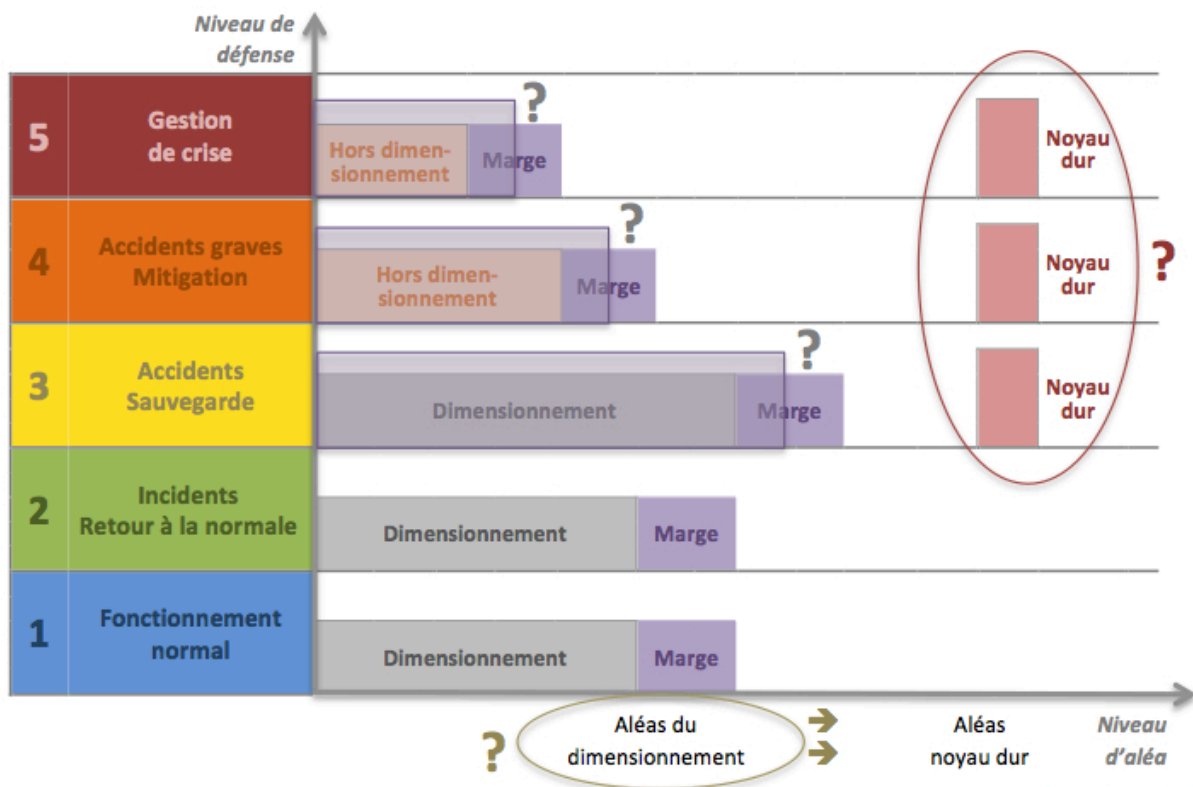 Niveau de
défense
5
Gestion
de crise
Hors dimen-
sionnement
Marge
?
Noyau
dur
4
Accidents graves
Mitigation
Hors dimen-
sionnement
Marge
?
Noyau
dur
?
3
Accidents
Sauvegarde
Dimensionnement
Marge
?
Noyau
dur
2
Incidents
Retour à la normale
Dimensionnement
Marge
1
Fonctionnement
normal
Dimensionnement
Marge
?
Aléas du
dimensionnement
Aléas
noyau dur
Niveau
d'aléa